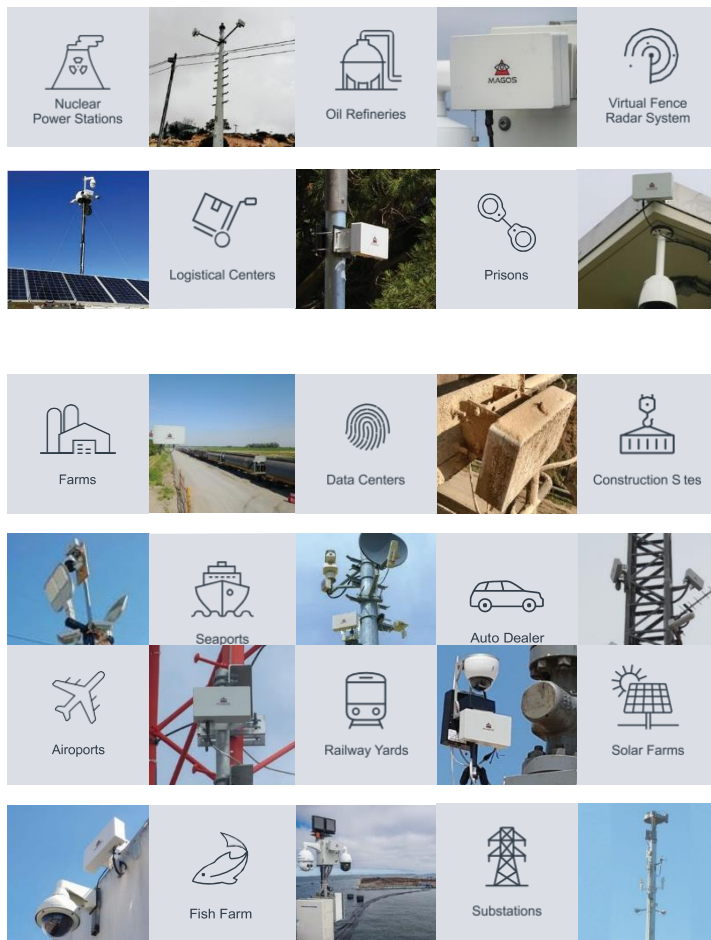 Nuclear
Power Stations
Oil Refineries
MAGOS
Virtual Fence
Radar System
Logistical Centers
Prisons
Farms
Data Centers
Construction S tes
Seaports
Auto Dealer
Airoports
Railway Yards
Solar Farms
Fish Farm
Substations